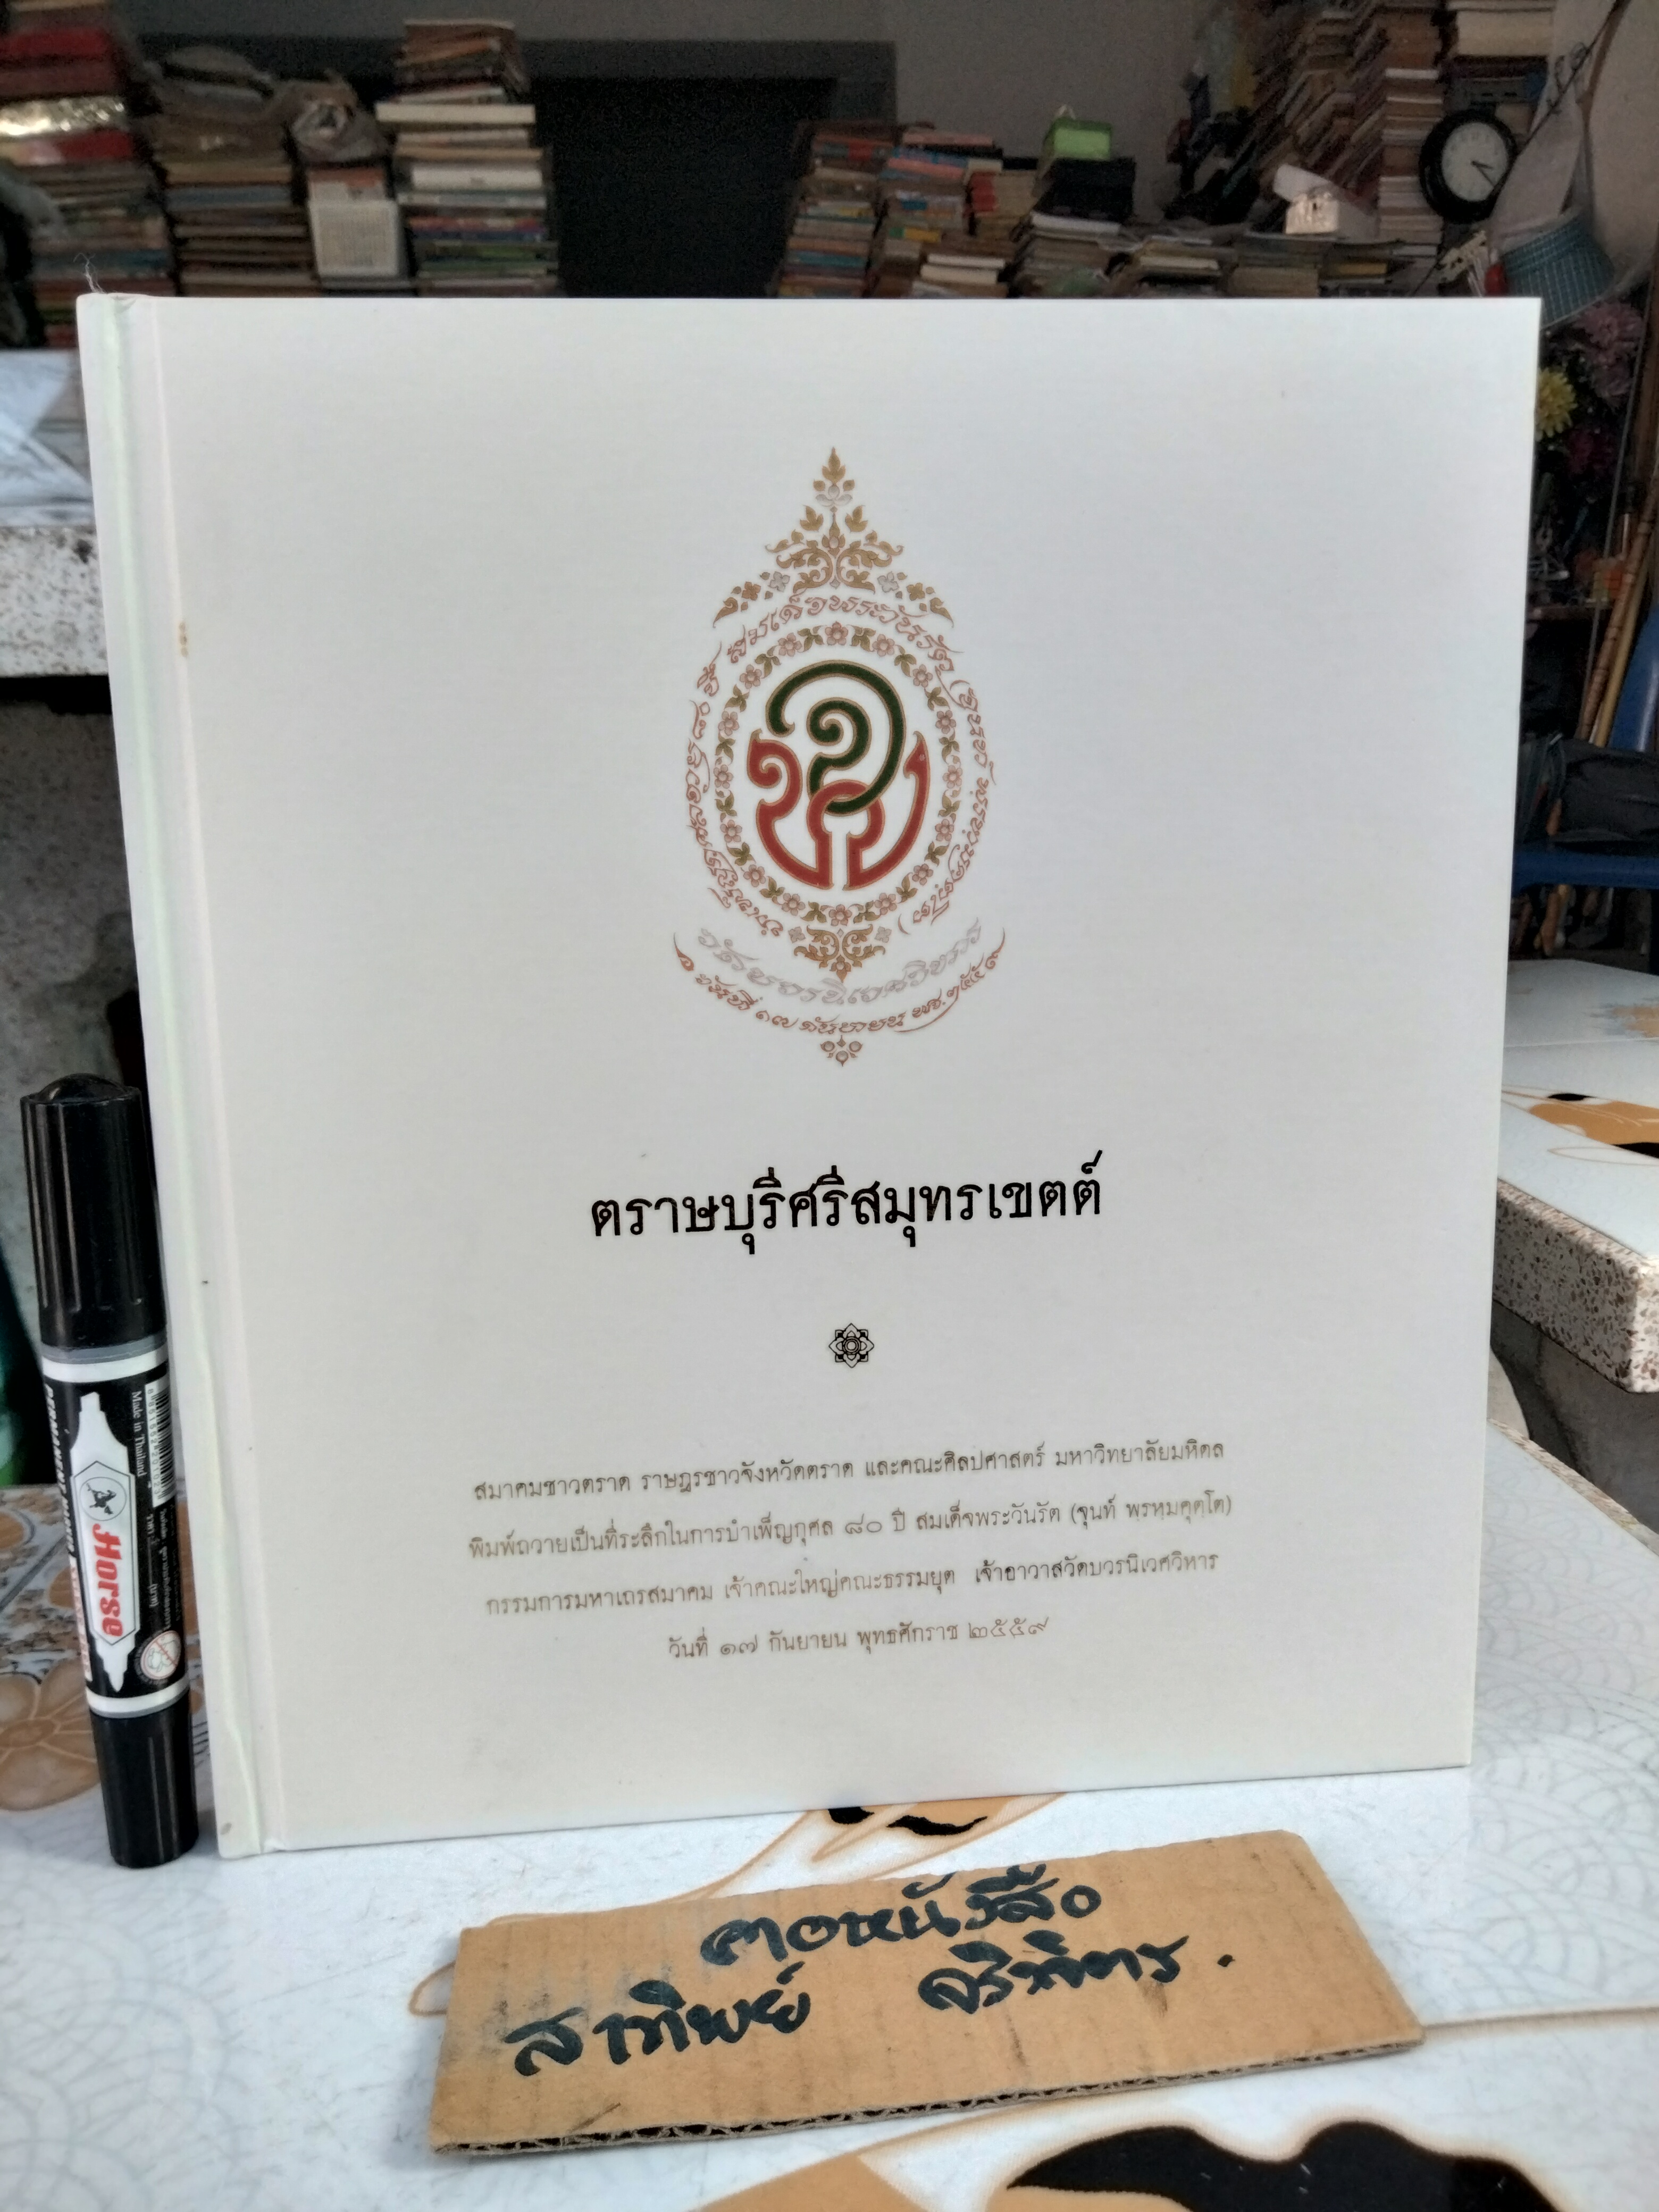 สมเด็จพระวันรัต (จุนท์ พฺรหฺมคุตฺโต)
วัดบวรนิเวศวิหาร
วันที่ ๑๗ กันยายน พ.ศ. ๒๕๕๙
ตราษบุรีศรีสมุทรเขตต์
สมาคมชาวตราด ราษฎรชาวจังหวัดตราด และคณะศิลปศาสตร์ มหาวิทยาลัยมหิดล
พิมพ์ถวายเป็นที่ระลึกในการบำเพ็ญกุศล ๘๐ ปี สมเด็จพระวันรัต (จุนท์ พฺรหฺมคุตฺโต)
กรรมการมหาเถรสมาคม เจ้าคณะใหญ่คณะธรรมยุต เจ้าอาวาสวัดบวรนิเวศวิหาร
วันที่ ๑๗ กันยายน พุทธศักราช ๒๕๕๙
Made in Thailand
Horse
คอหนังสือ
สาทิพย์ จริพิตร.